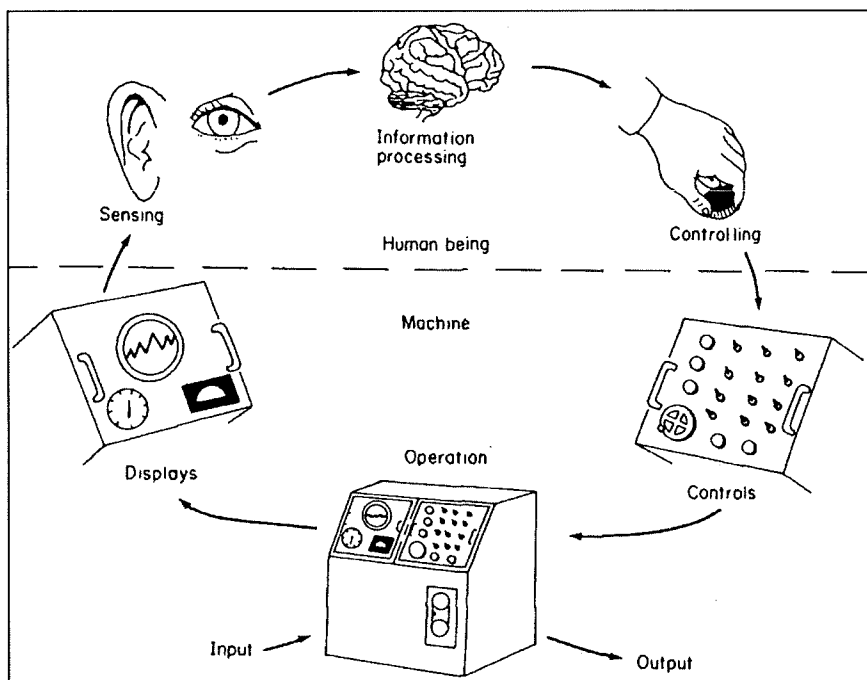 Information
processing
Sensing
Controlling
Human being
Machine
Displays
Operation
Controls
Input
Output